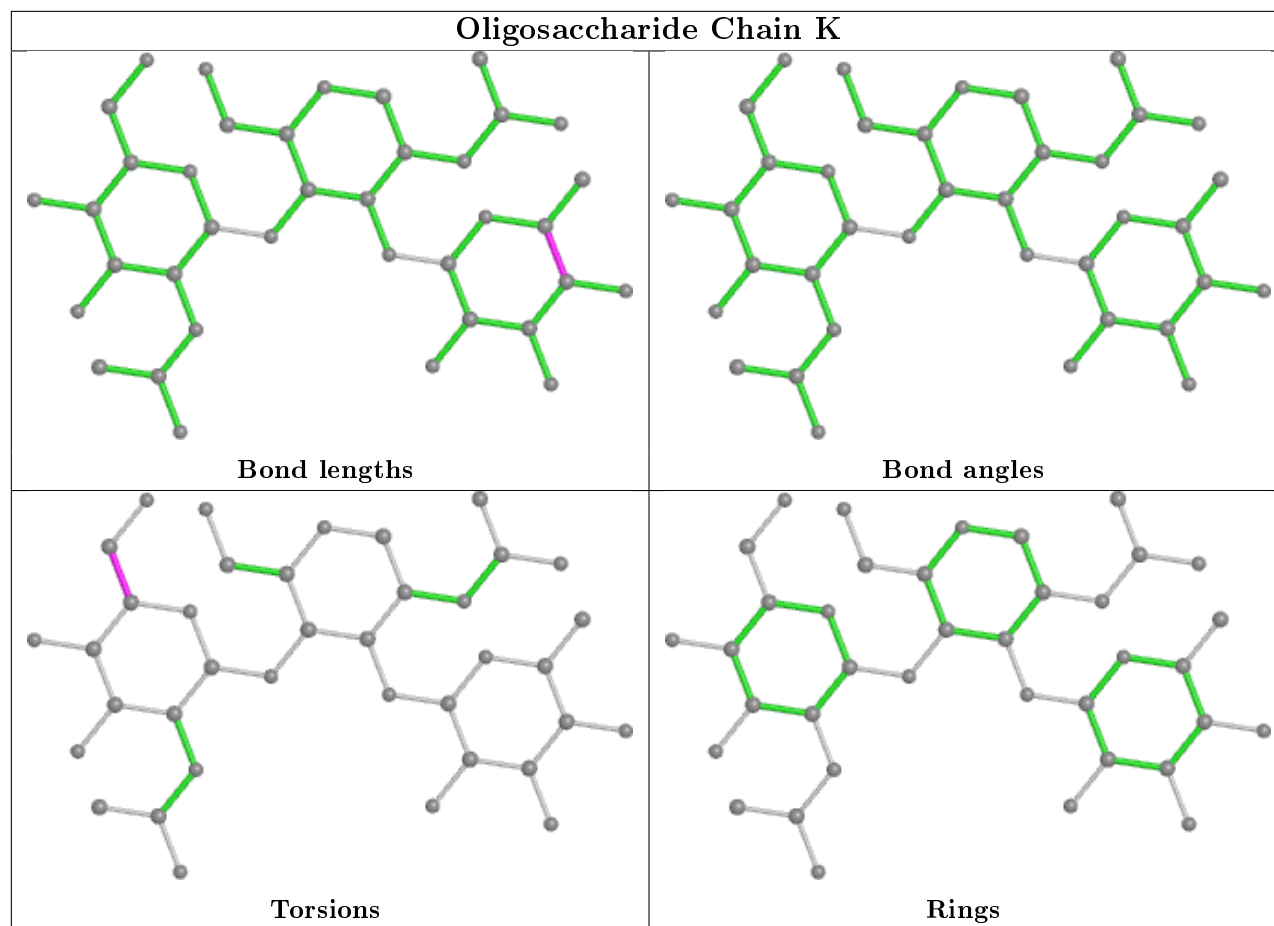 Oligosaccharide Chain K
Bond lengths
Bond angles
Torsions
Rings